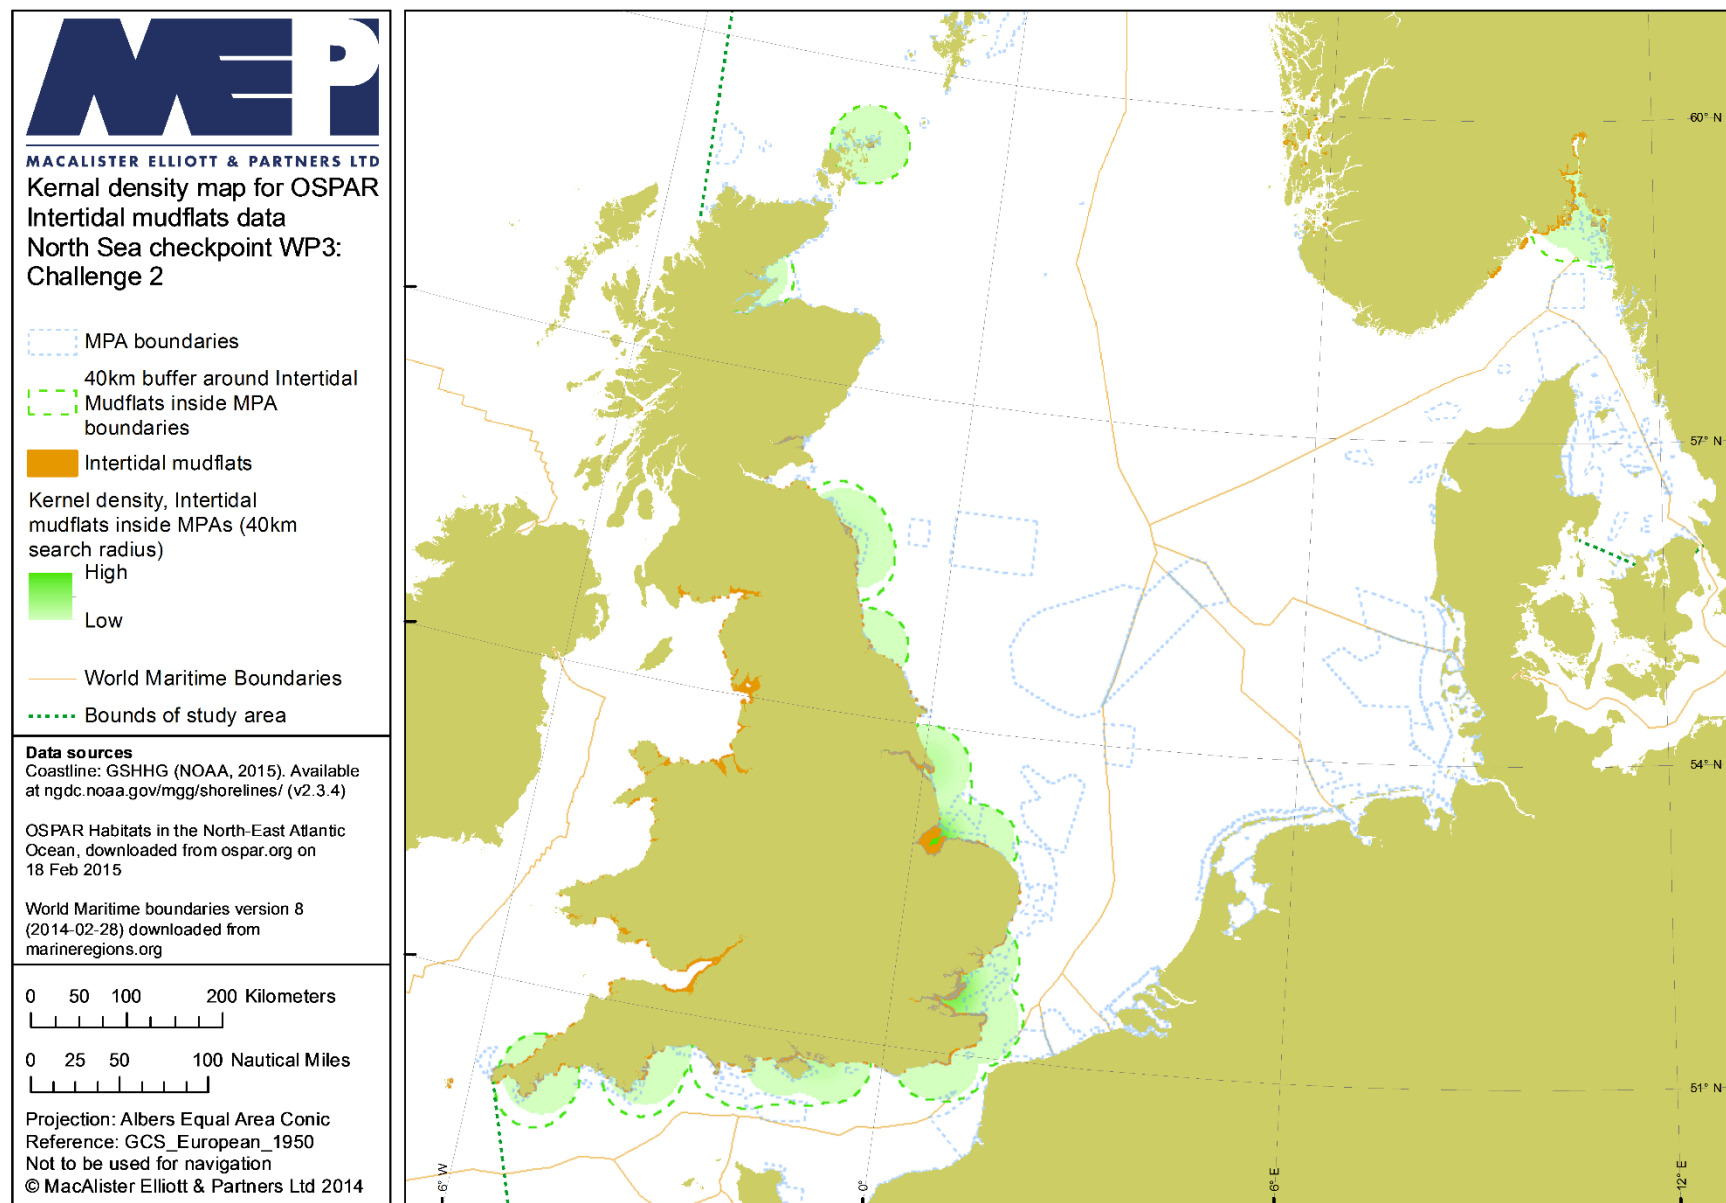 MEP
MACALISTER ELLIOTT & PARTNERS LTD
Kernal density map for OSPAR
Intertidal mudflats data
North Sea checkpoint WP3:
Challenge 2
MPA boundaries
40km buffer around Intertidal
Mudflats inside MPA
boundaries
Intertidal mudflats
Kernel density, Intertidal
mudflats inside MPAs (40km
search radius)
High
Low
World Maritime Boundaries
Bounds of study area
Data sources
Coastline: GSHHG (NOAA, 2015). Available
at ngdc.noaa.gov/mgg/shorelines/ (v2.3.4)
OSPAR Habitats in the North-East Atlantic
Ocean, downloaded from ospar.org on
18 Feb 2015
World Maritime boundaries version 8
(2014-02-28) downloaded from
marineregions.org
0 50 100 200 Kilometers
0 25 50 100 Nautical Miles
Projection: Albers Equal Area Conic
Reference: GCS_European_1950
Not to be used for navigation
© MacAlister Elliott & Partners Ltd 2014
60° N
57° N
54° N
51° N
6° W
0°
6° E
12° E